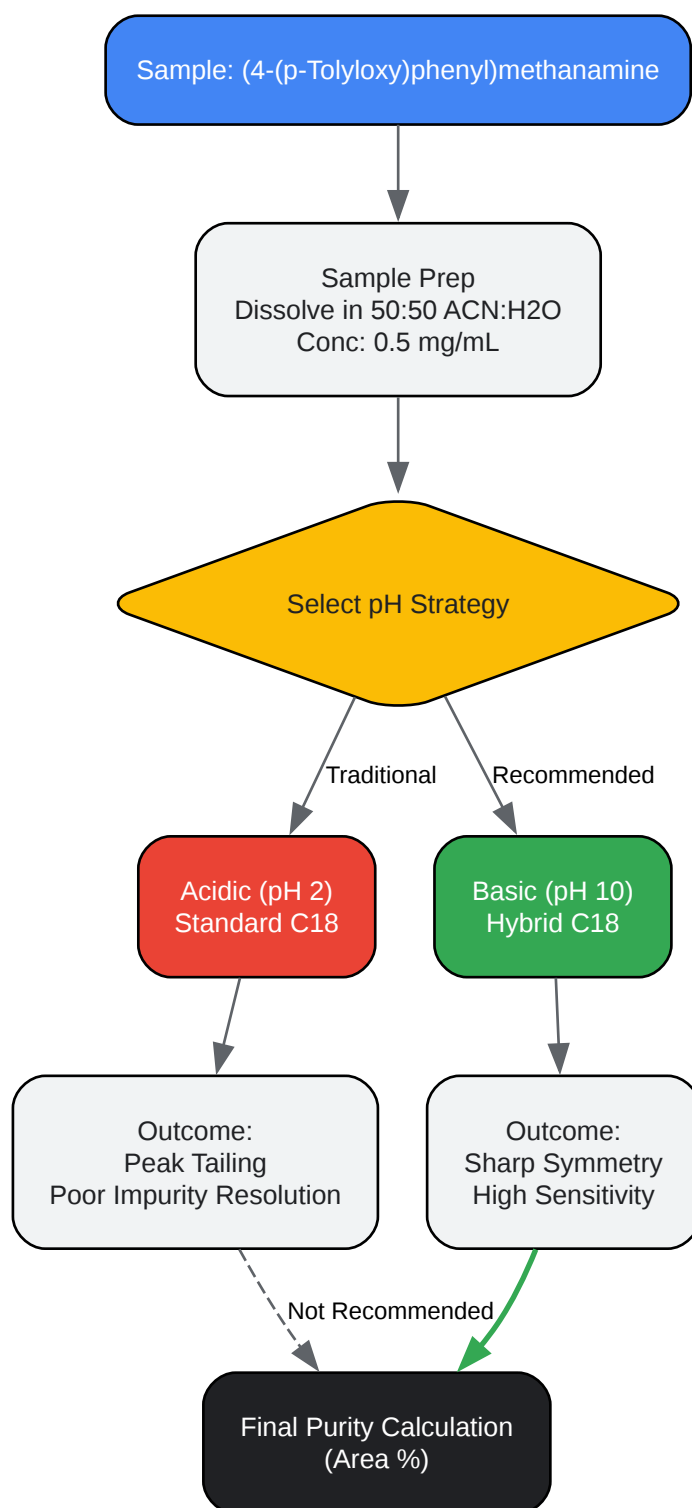 Sample: (4-(p-Tolyloxy)phenyl)methanamine
Sample Prep
Dissolve in 50:50 ACN:H2O
Conc: 0.5 mg/mL
Select pH Strategy
Traditional
Recommended
Acidic (pH 2)
Standard C18
Basic (pH 10)
Hybrid C18
Outcome:
Peak Tailing
Poor Impurity Resolution
Outcome:
Sharp Symmetry
High Sensitivity
Not Recommended
Final Purity Calculation
(Area %)